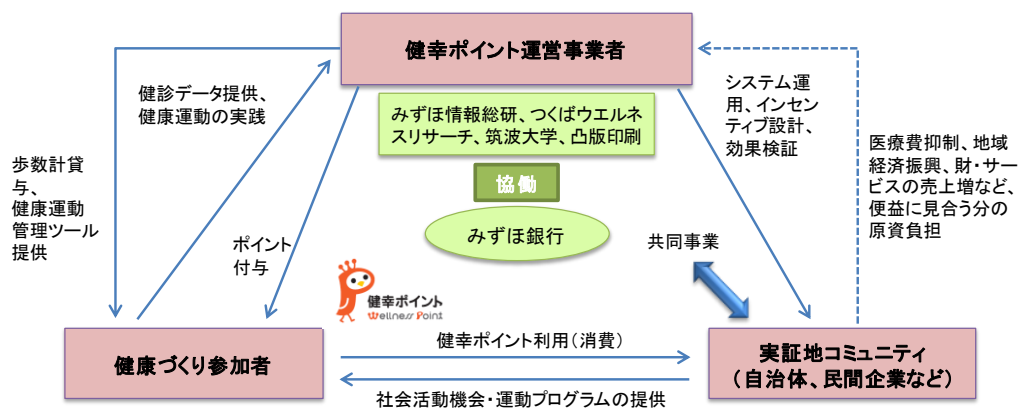 健幸ポイント運営事業者
健診データ提供、
健康運動の実践
みずほ情報総研、つくばウエルネ
スリサーチ、筑波大学、凸版印刷
システム運
用、インセン
ティブ設計、
効果検証
医療費抑制、地域
経済振興、財・サー
ビスの売上増など、
便益に見合う分の
原資負担
歩数計貸
与、
健康運動
管理ツール
提供
協働
みずほ銀行
ポイント
付与
共同事業
健幸ポイント
Wellness Point
健康づくり参加者
健幸ポイント利用（消費）
実証地コミュニティ
（自治体、民間企業など）
社会活動機会・運動プログラムの提供